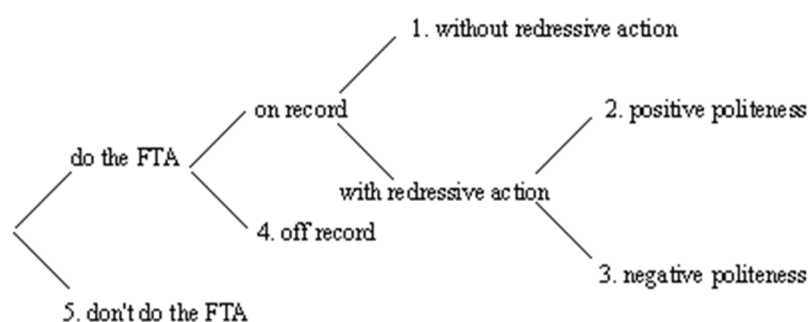 1. without redressive action
on record
2. positive politeness
do the FTA
with redressive action
4. off record
3. negative politeness
5. don't do the FTA